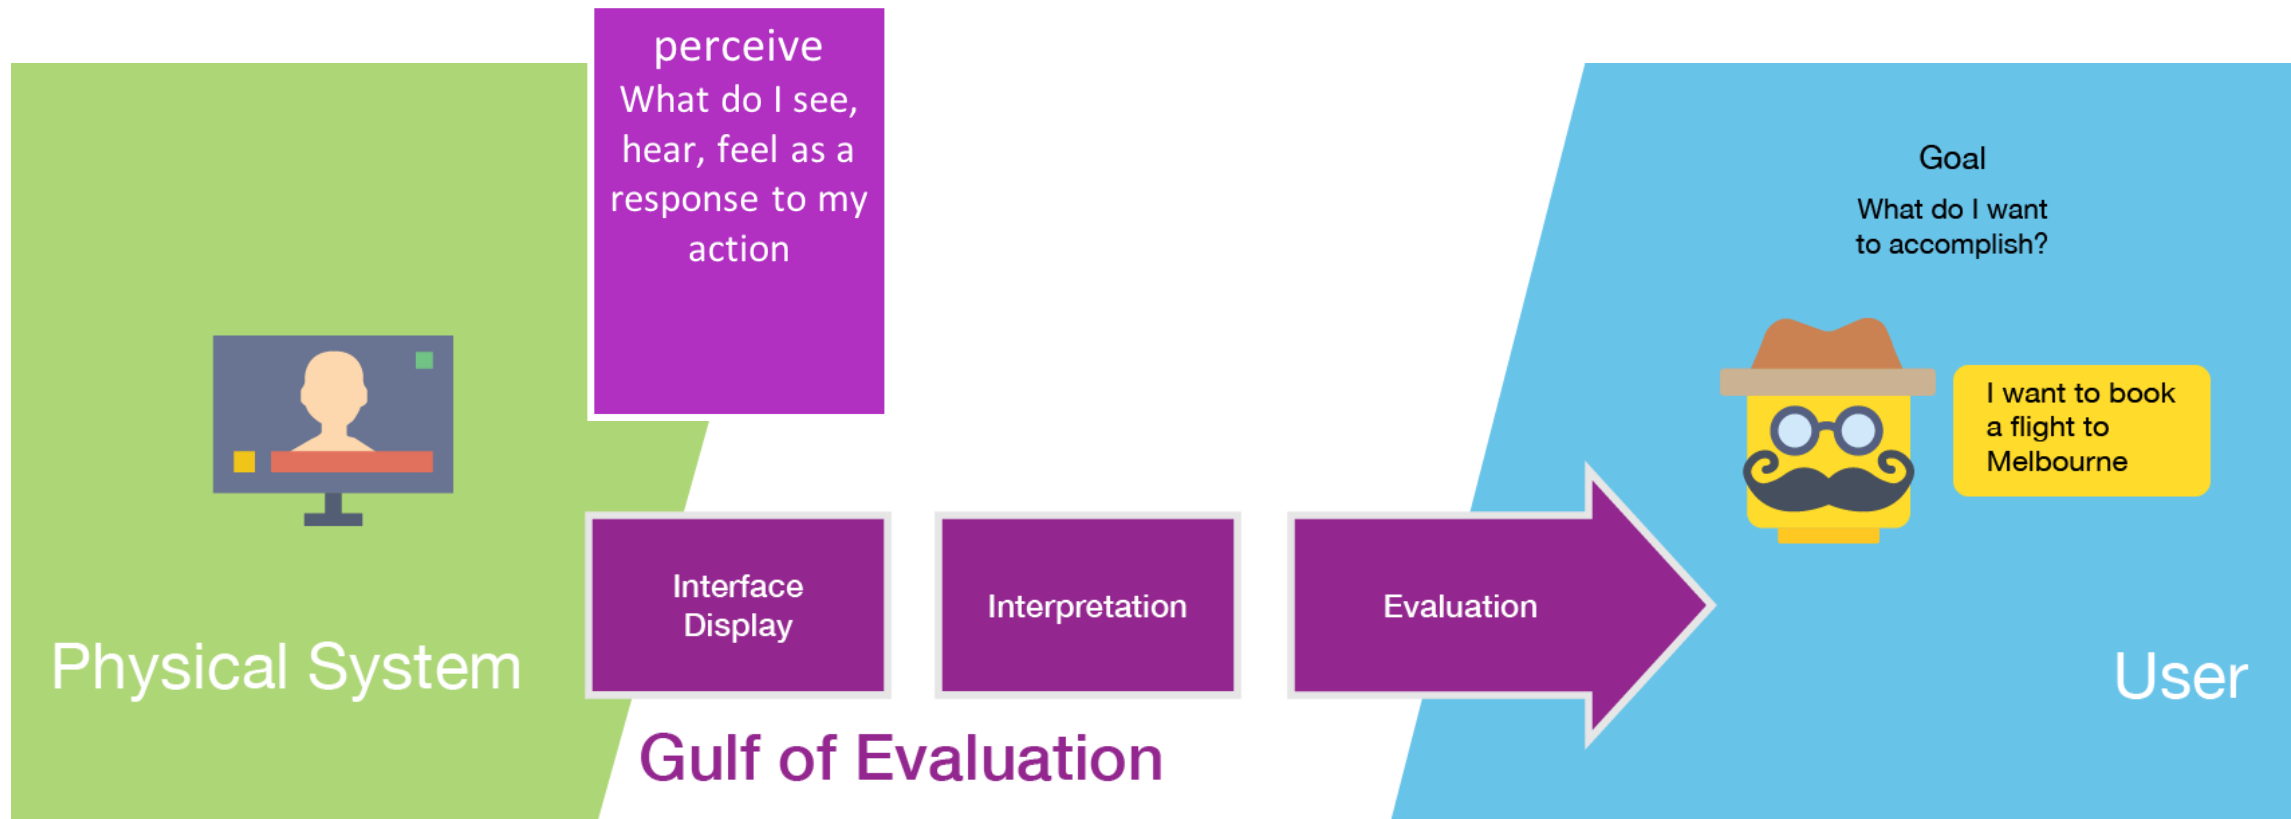 perceive
What do I see,
hear, feel as a
response to my
action
Goal
What do I want
to accomplish?
I want to book
a flight to
Melbourne
Interface
Display
Interpretation
Evaluation
Physical System
User
Gulf of Evaluation